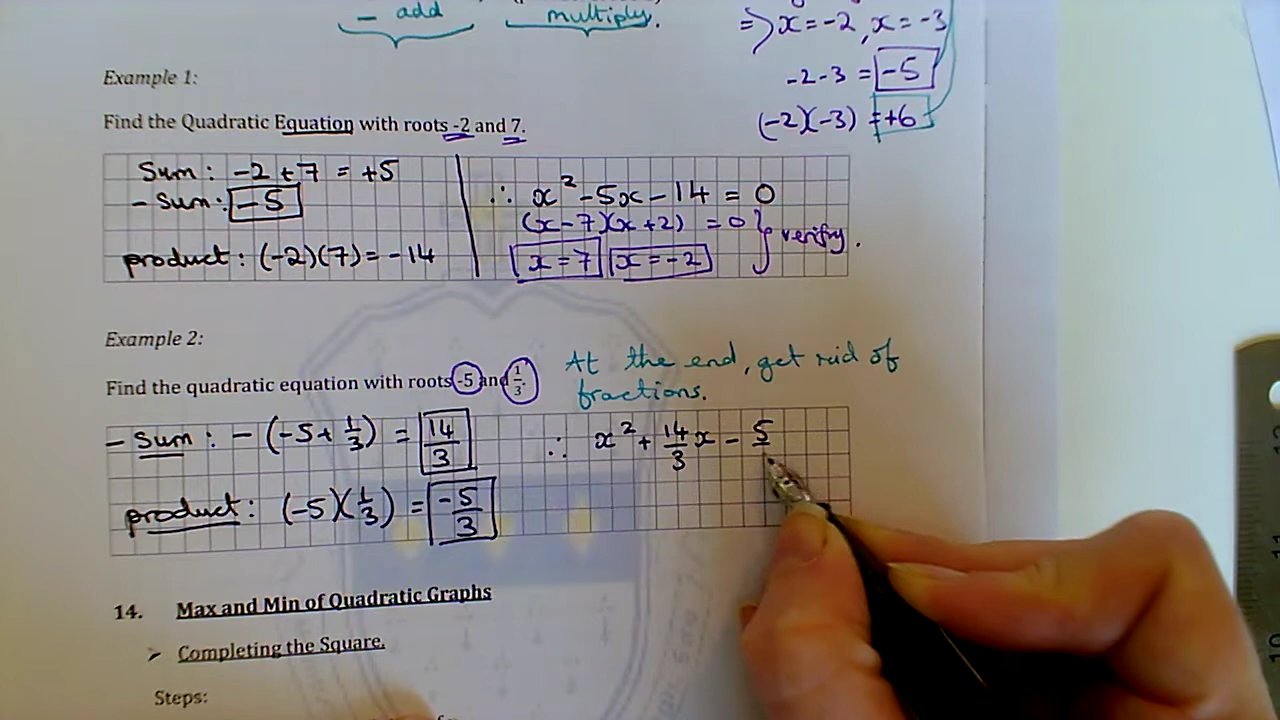 – add multiply.
=> x = -2, x = -3
-2 -3 = -5
(-2)(-3) = +6
Example 1:
Find the Quadratic Equation with roots -2 and 7.
Sum: -2 + 7 = +5
- Sum: -5
product: (-2)(7) = -14
∴ x² - 5x - 14 = 0
(x - 7)(x + 2) = 0 } verify.
x = 7 x = -2
Example 2:
Find the quadratic equation with roots -5 and 1/3.
At the end, get rid of
fractions.
- Sum: - (-5 + 1/3) = 14/3
product: (-5)(1/3) = -5/3
∴ x² + 14/3 x - 5
14. Max and Min of Quadratic Graphs
➢ Completing the Square.
Steps: